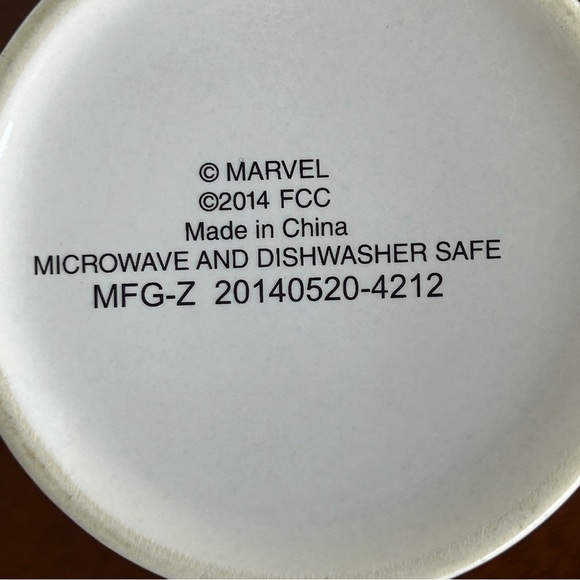 © MARVEL
©2014 FCC
Made in China
MICROWAVE AND DISHWASHER SAFE
MFG-Z 20140520-4212